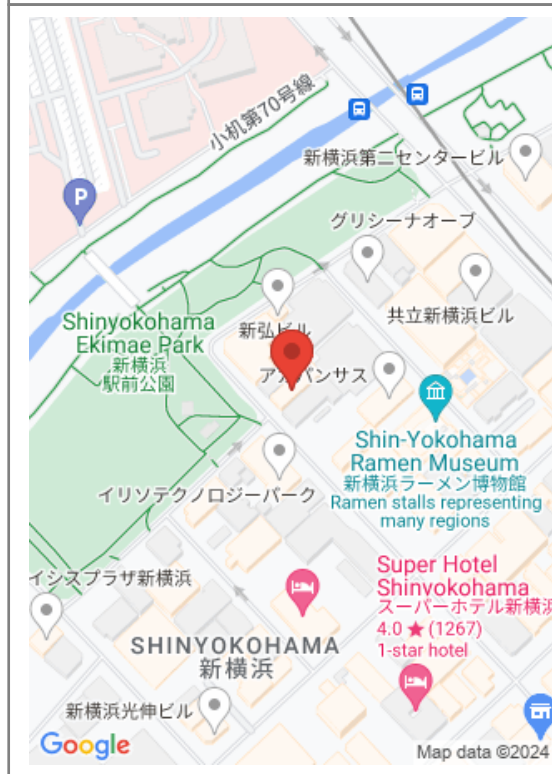 小机第70号線
新横浜第二センタービル
P
グリシーナオーブ
共立新横浜ビル
Shinyokohama
Ekimae Park
新横浜
駅前公園
新弘ビル
アルバンサス
Shin-Yokohama
Ramen Museum
新横浜ラーメン博物館
Ramen stalls representing
many regions
イリソテクノロジーパーク
イシスプラザ新横浜
Super Hotel
Shinyokohama
スーパーホテル新横浜
4.0 ★ (1267)
1-star hotel
SHINYOKOHAMA
新横浜
新横浜光伸ビル
Google
Map data ©2024